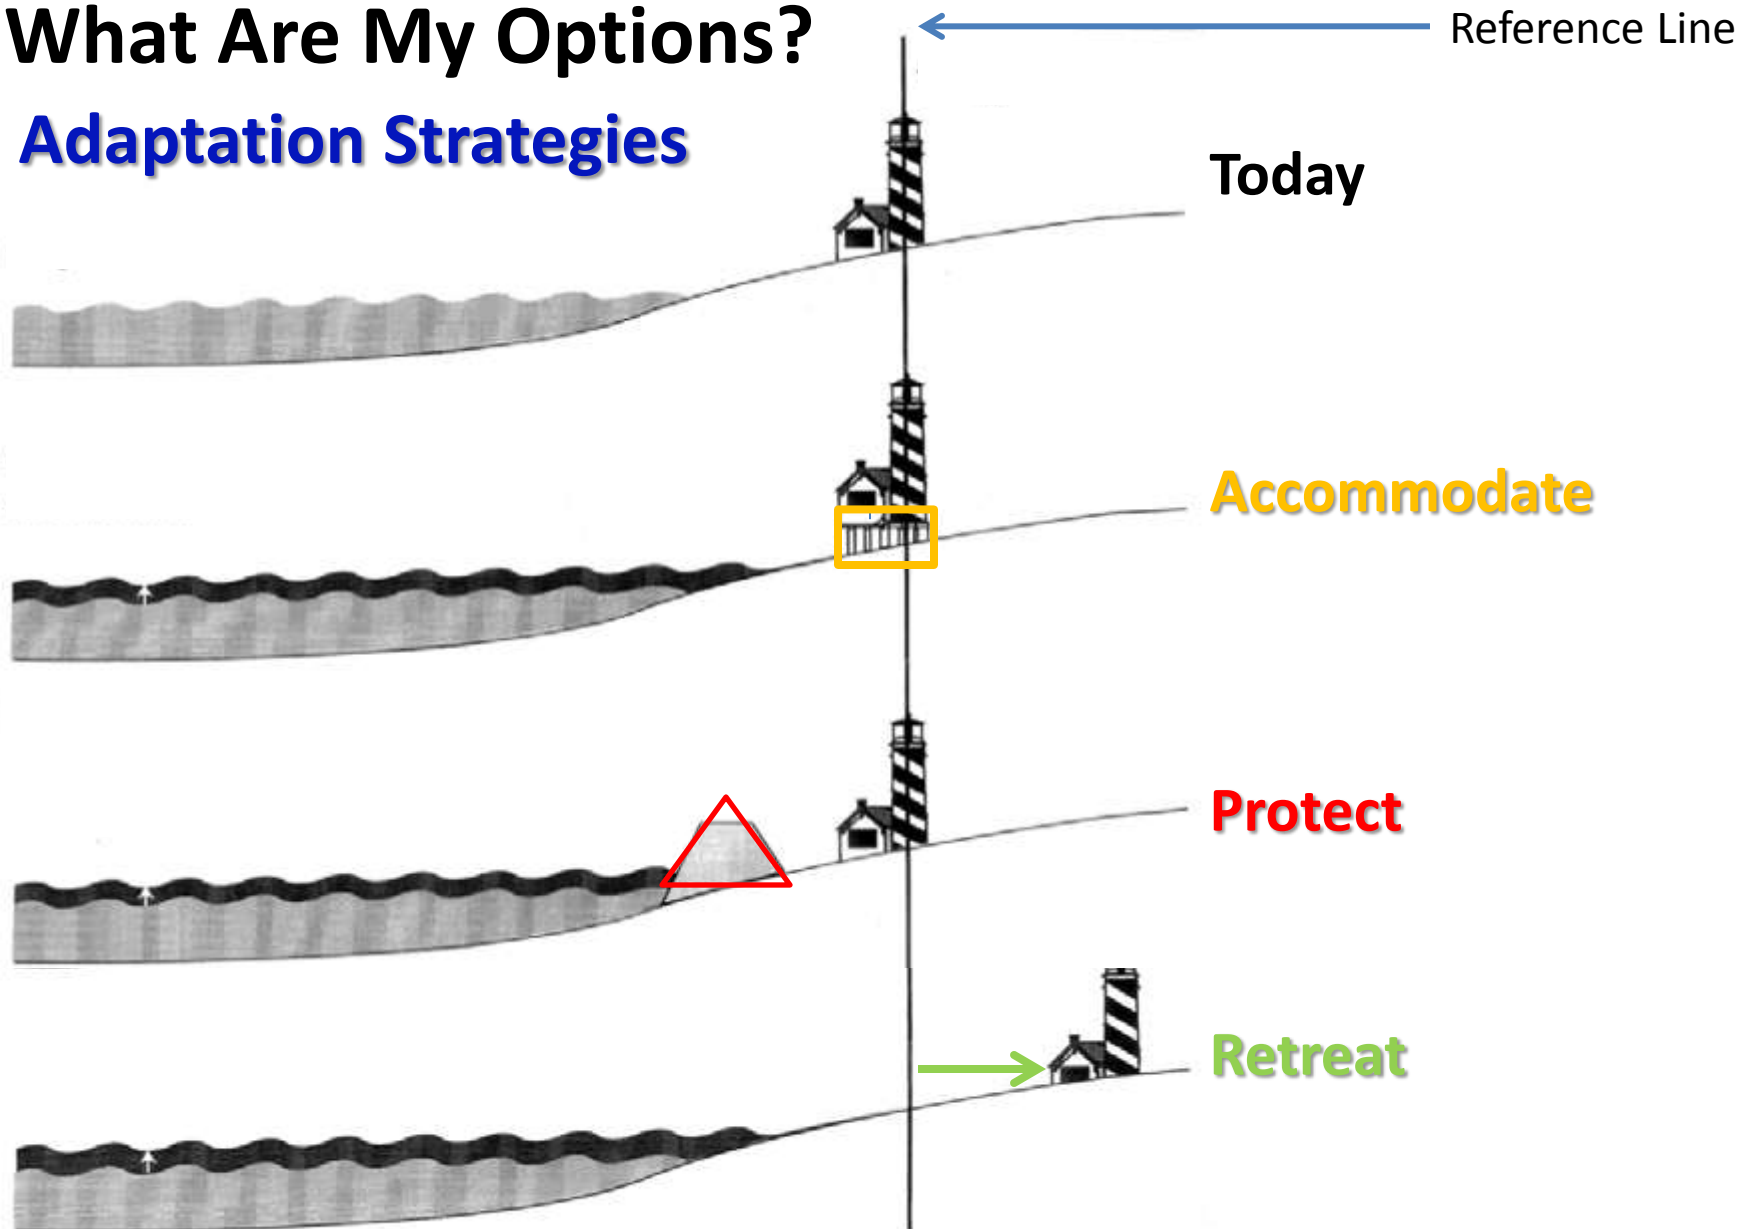 What Are My Options?
Reference Line
Adaptation Strategies
Today
Accommodate
Protect
Retreat